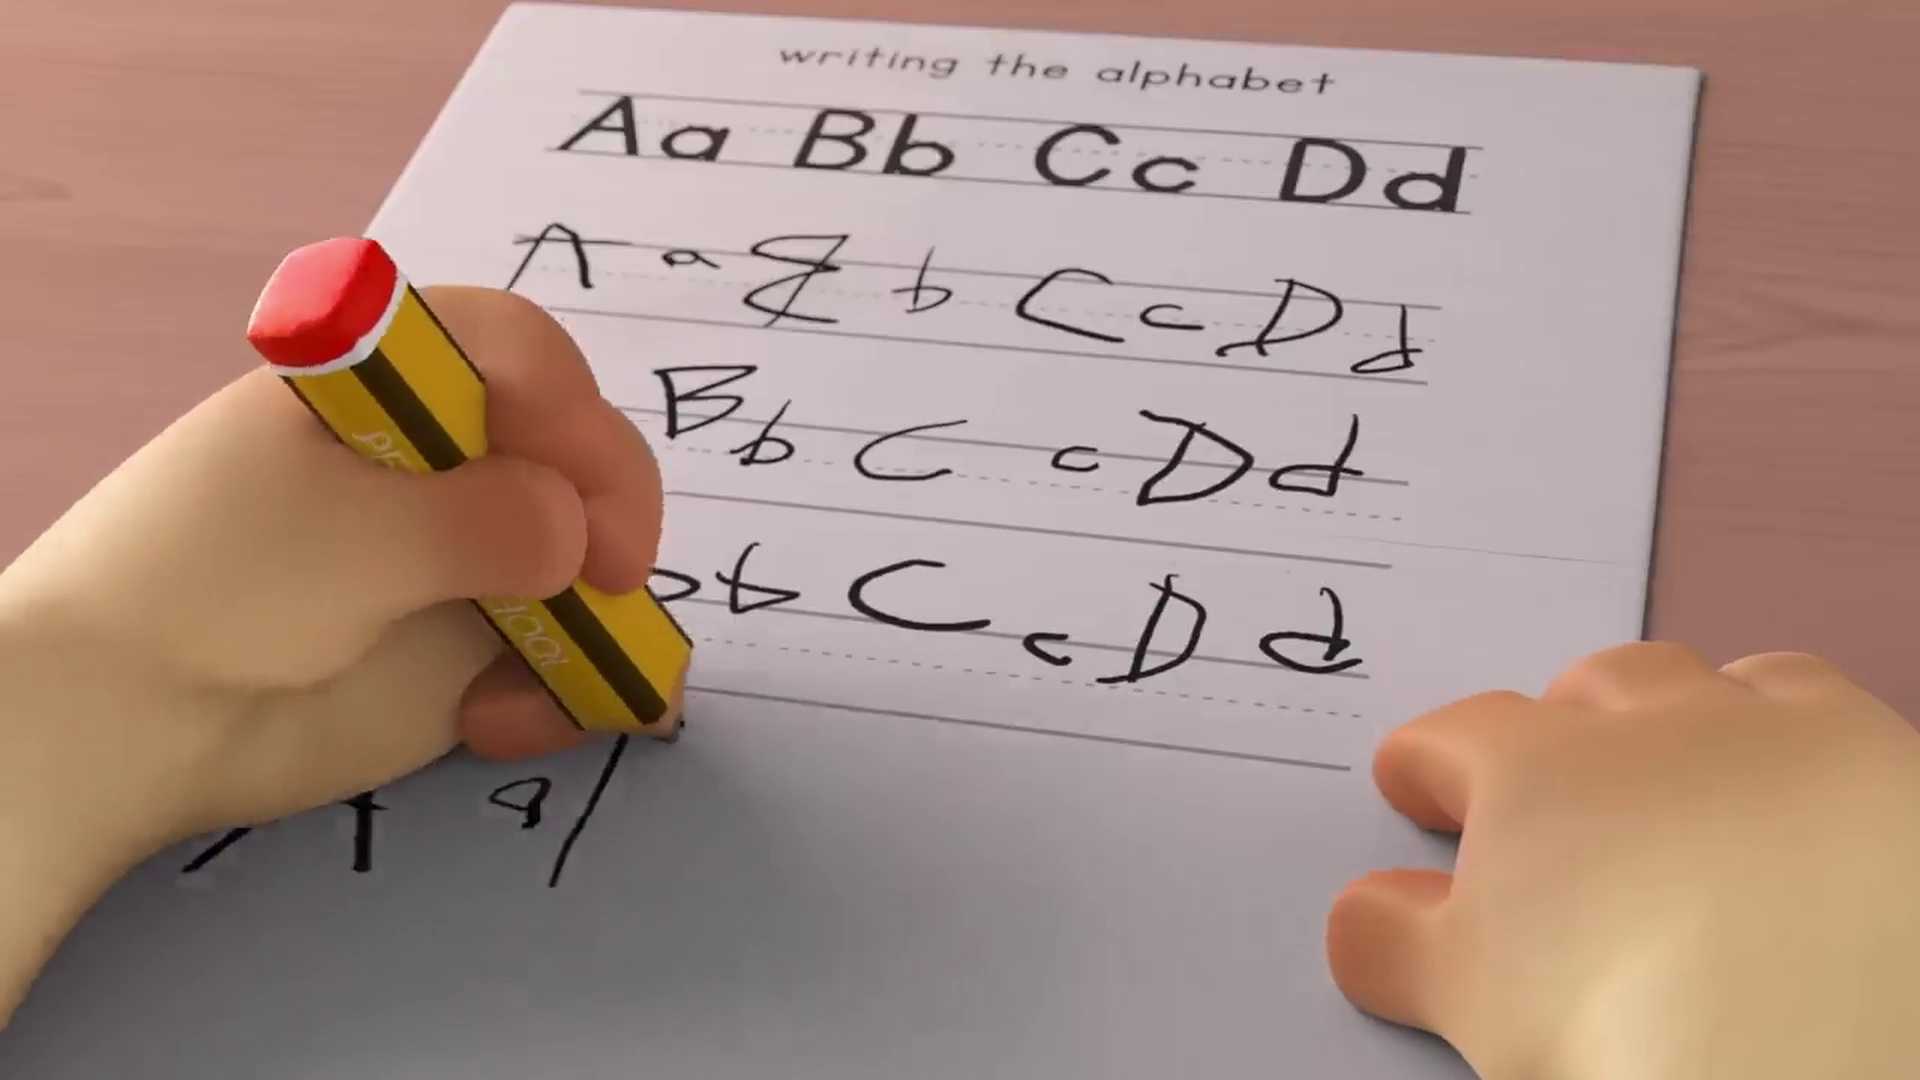 writing the alphabet
Aa Bb Cc Dd
A a B b C c D d
B b C c D d
b C c D d
a